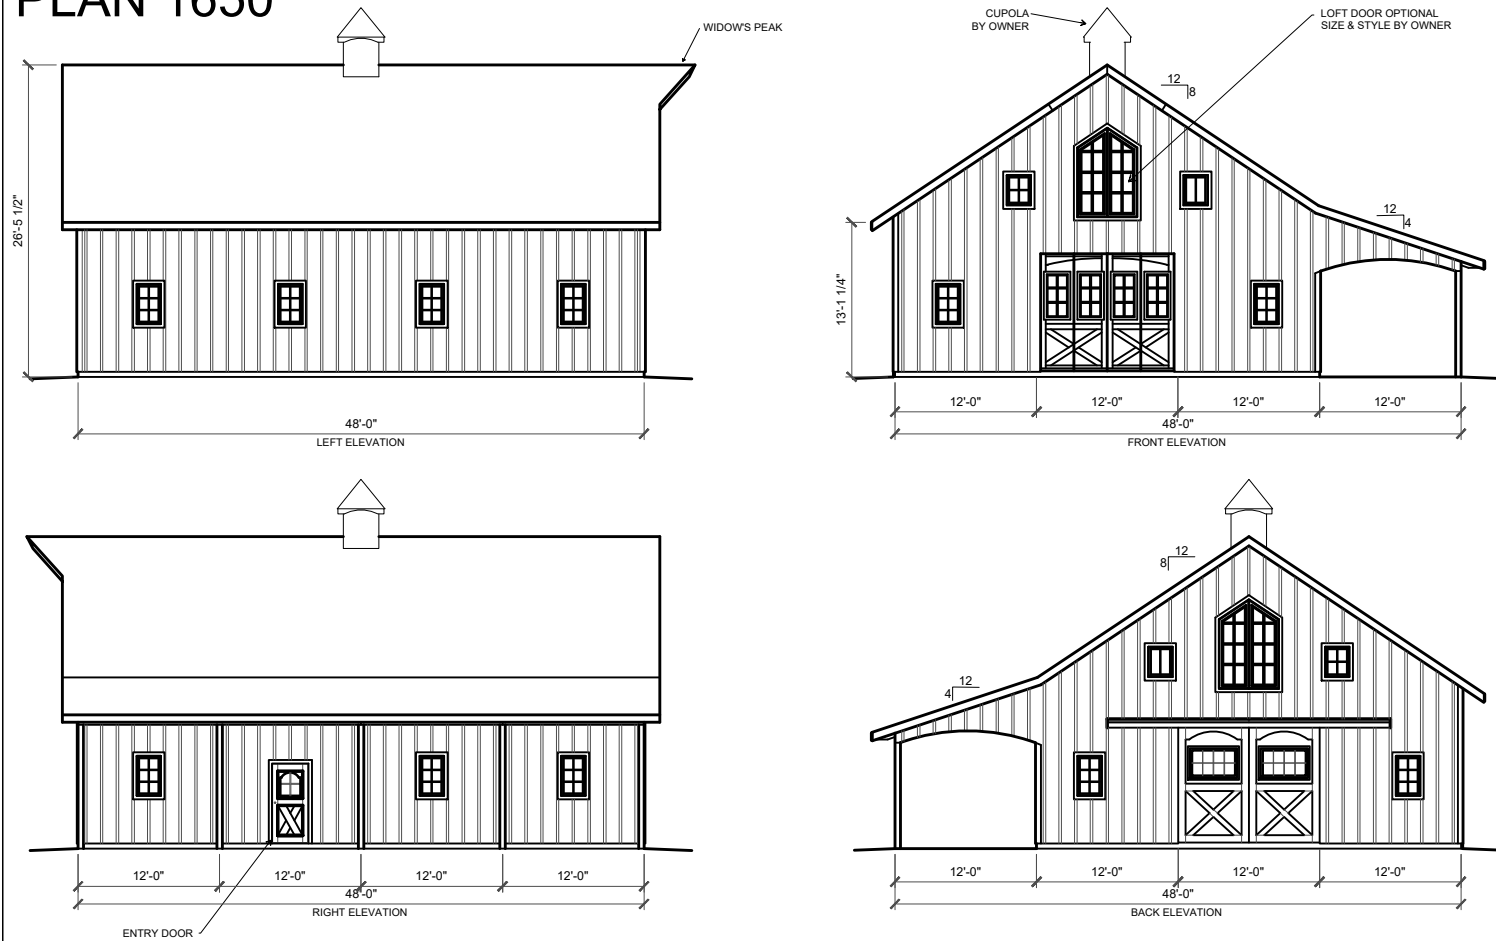 PLAN 1650
WIDOW'S PEAK
26'-5 1/2"
48'-0"
LEFT ELEVATION
CUPOLA
BY OWNER
LOFT DOOR OPTIONAL
SIZE & STYLE BY OWNER
12
8
12
4
13'-1 1/4"
12'-0" 12'-0" 12'-0" 12'-0"
48'-0"
FRONT ELEVATION
12'-0" 12'-0" 12'-0" 12'-0"
48'-0"
RIGHT ELEVATION
ENTRY DOOR
12
8
12
4
12'-0" 12'-0" 12'-0" 12'-0"
48'-0"
BACK ELEVATION